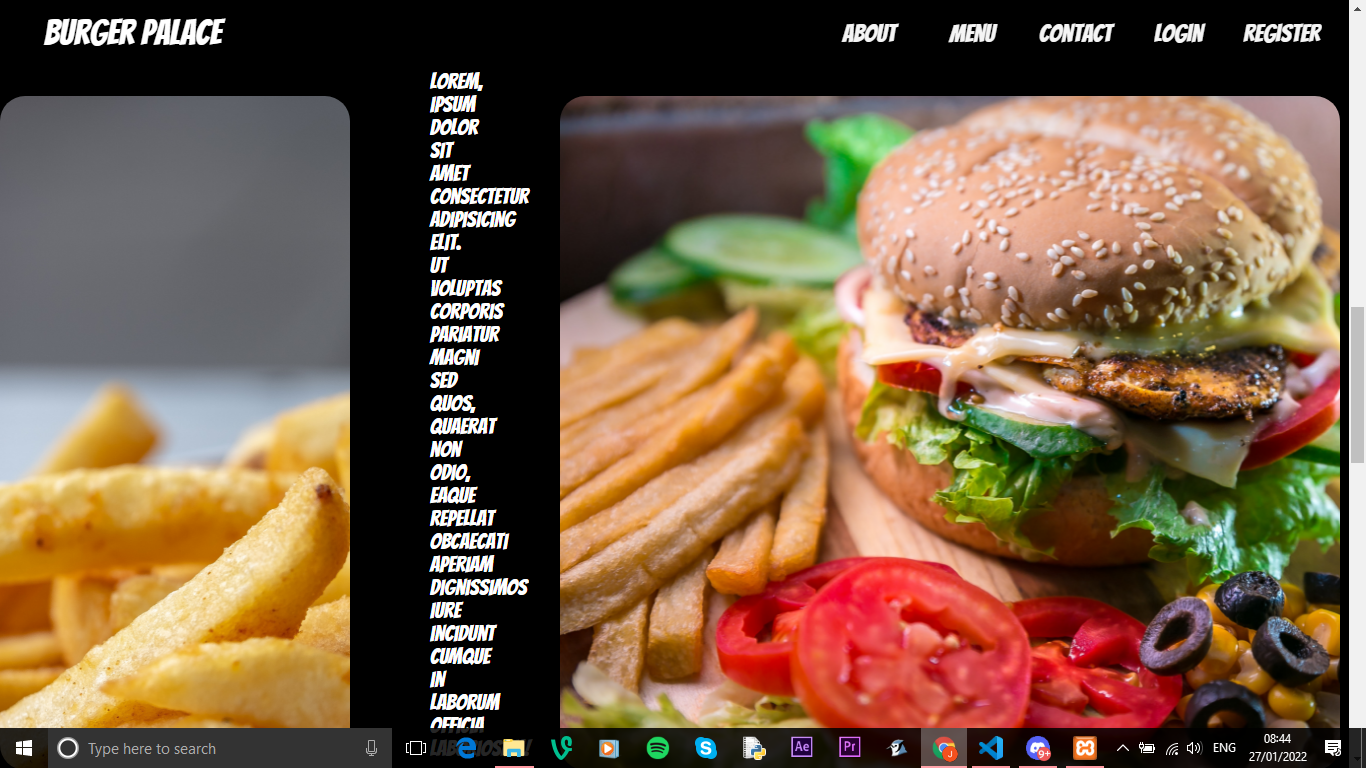 BURGER PALACE
ABOUT MENU CONTACT LOGIN REGISTER
LOREM,
IPSUM
DOLOR
SIT
AMET
CONSECTETUR
ADIPISICING
ELIT.
UT
VOLUPTAS
CORPORIS
PARIATUR
MAGNI
SED
QUOS,
QUAERAT
NON
ODIO,
EAQUE
REPELLAT
OBCAECATI
APERIAM
DIGNISSIMOS
IURE
INCIDUNT
CUMQUE
IN
LABORUM
OFFICIA
Type here to search
Ae
Pr
J
9+
ENG
08:44
27/01/2022